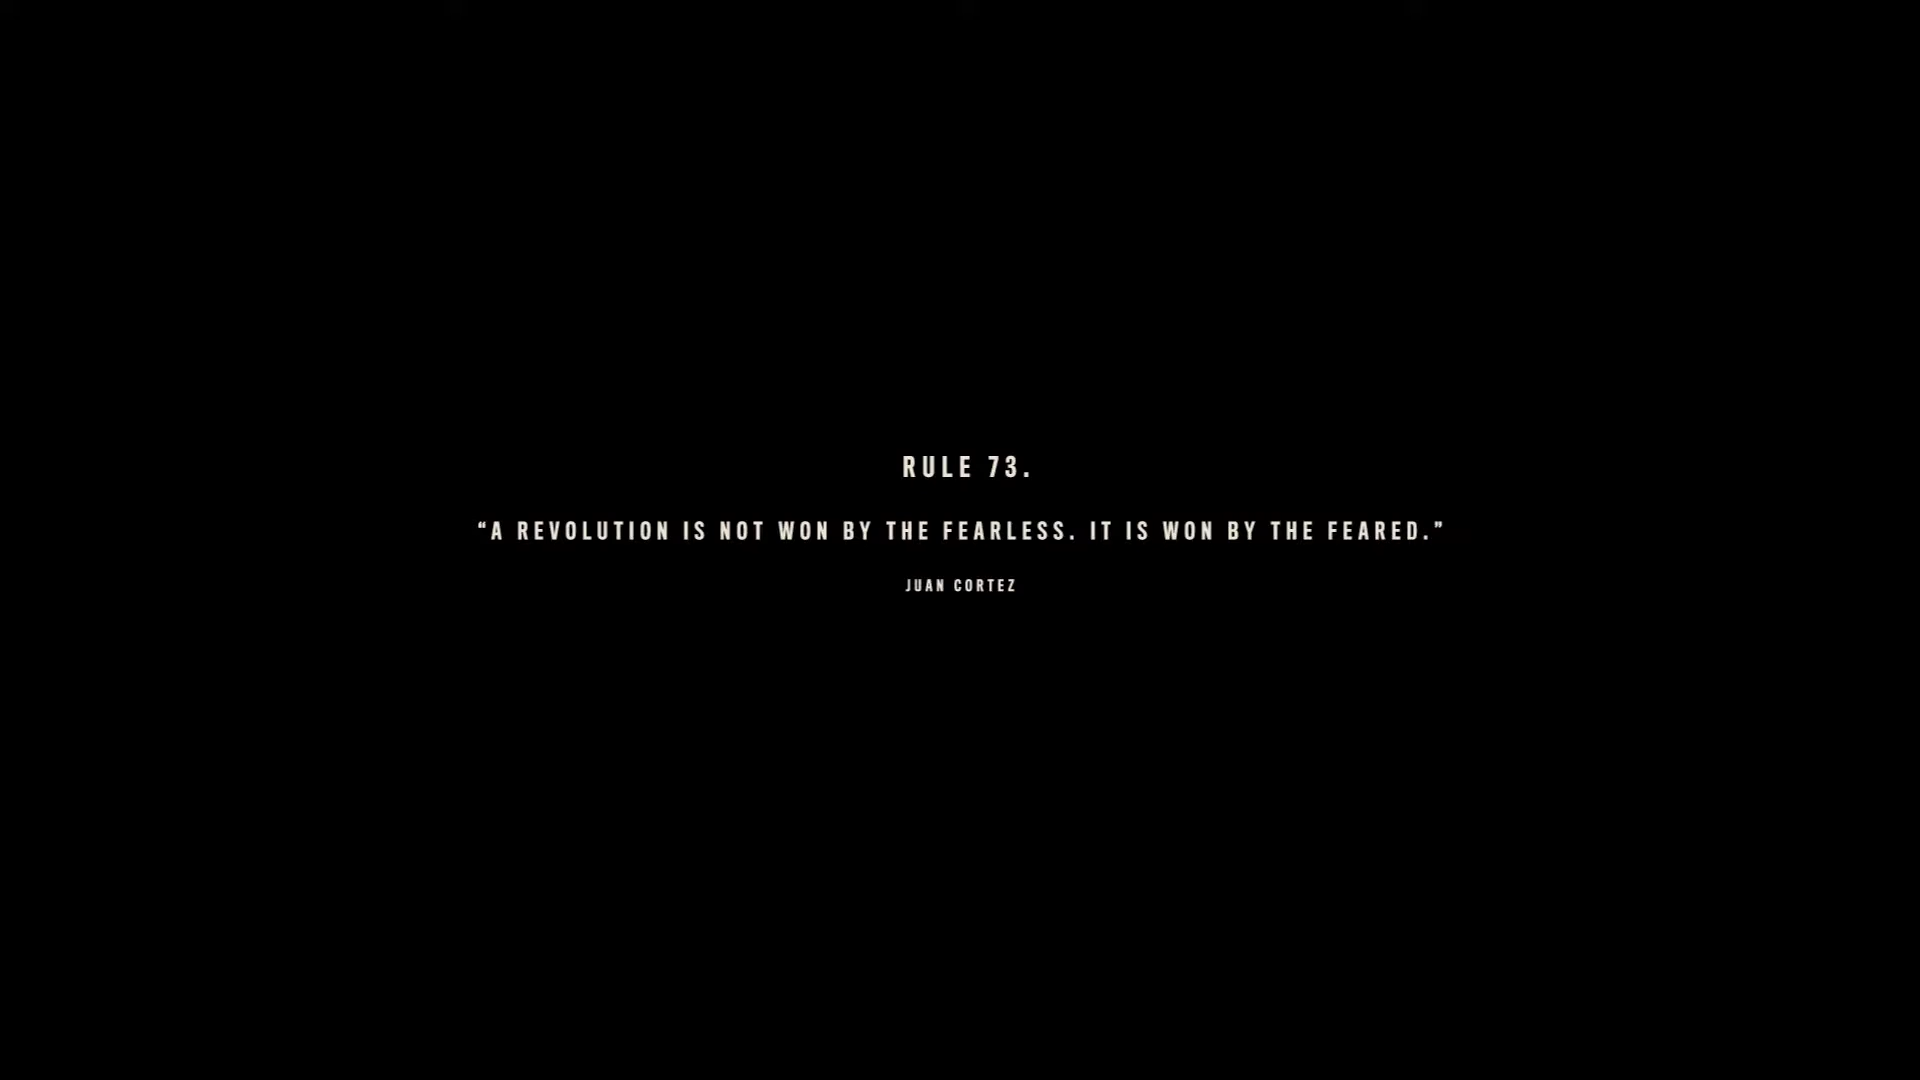 RULE 73.
“A REVOLUTION IS NOT WON BY THE FEARLESS. IT IS WON BY THE FEARED.”
JUAN CORTEZ